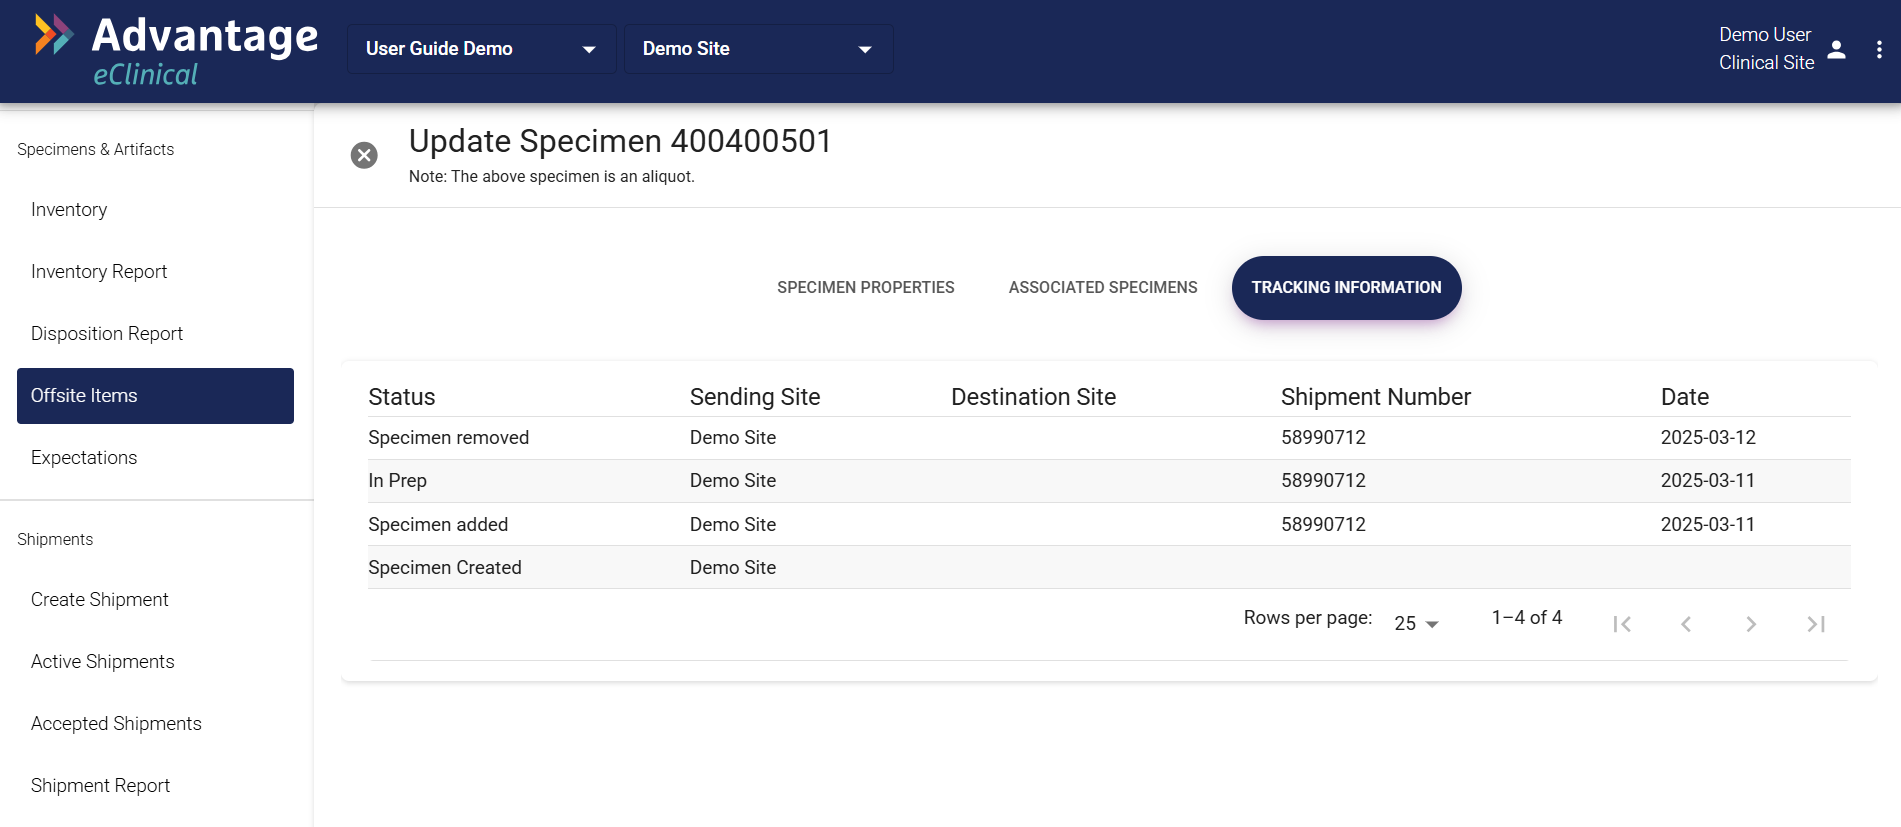 Advantage
eClinical
User Guide Demo
Demo Site
Demo User
Clinical Site
Specimens & Artifacts
Inventory
Inventory Report
Disposition Report
Offsite Items
Expectations
Shipments
Create Shipment
Active Shipments
Accepted Shipments
Shipment Report
Update Specimen 400400501
Note: The above specimen is an aliquot.
SPECIMEN PROPERTIES ASSOCIATED SPECIMENS TRACKING INFORMATION
Status Sending Site Destination Site Shipment Number Date
Specimen removed Demo Site 58990712 2025-03-12
In Prep Demo Site 58990712 2025-03-11
Specimen added Demo Site 58990712 2025-03-11
Specimen Created Demo Site
Rows per page: 25 1–4 of 4